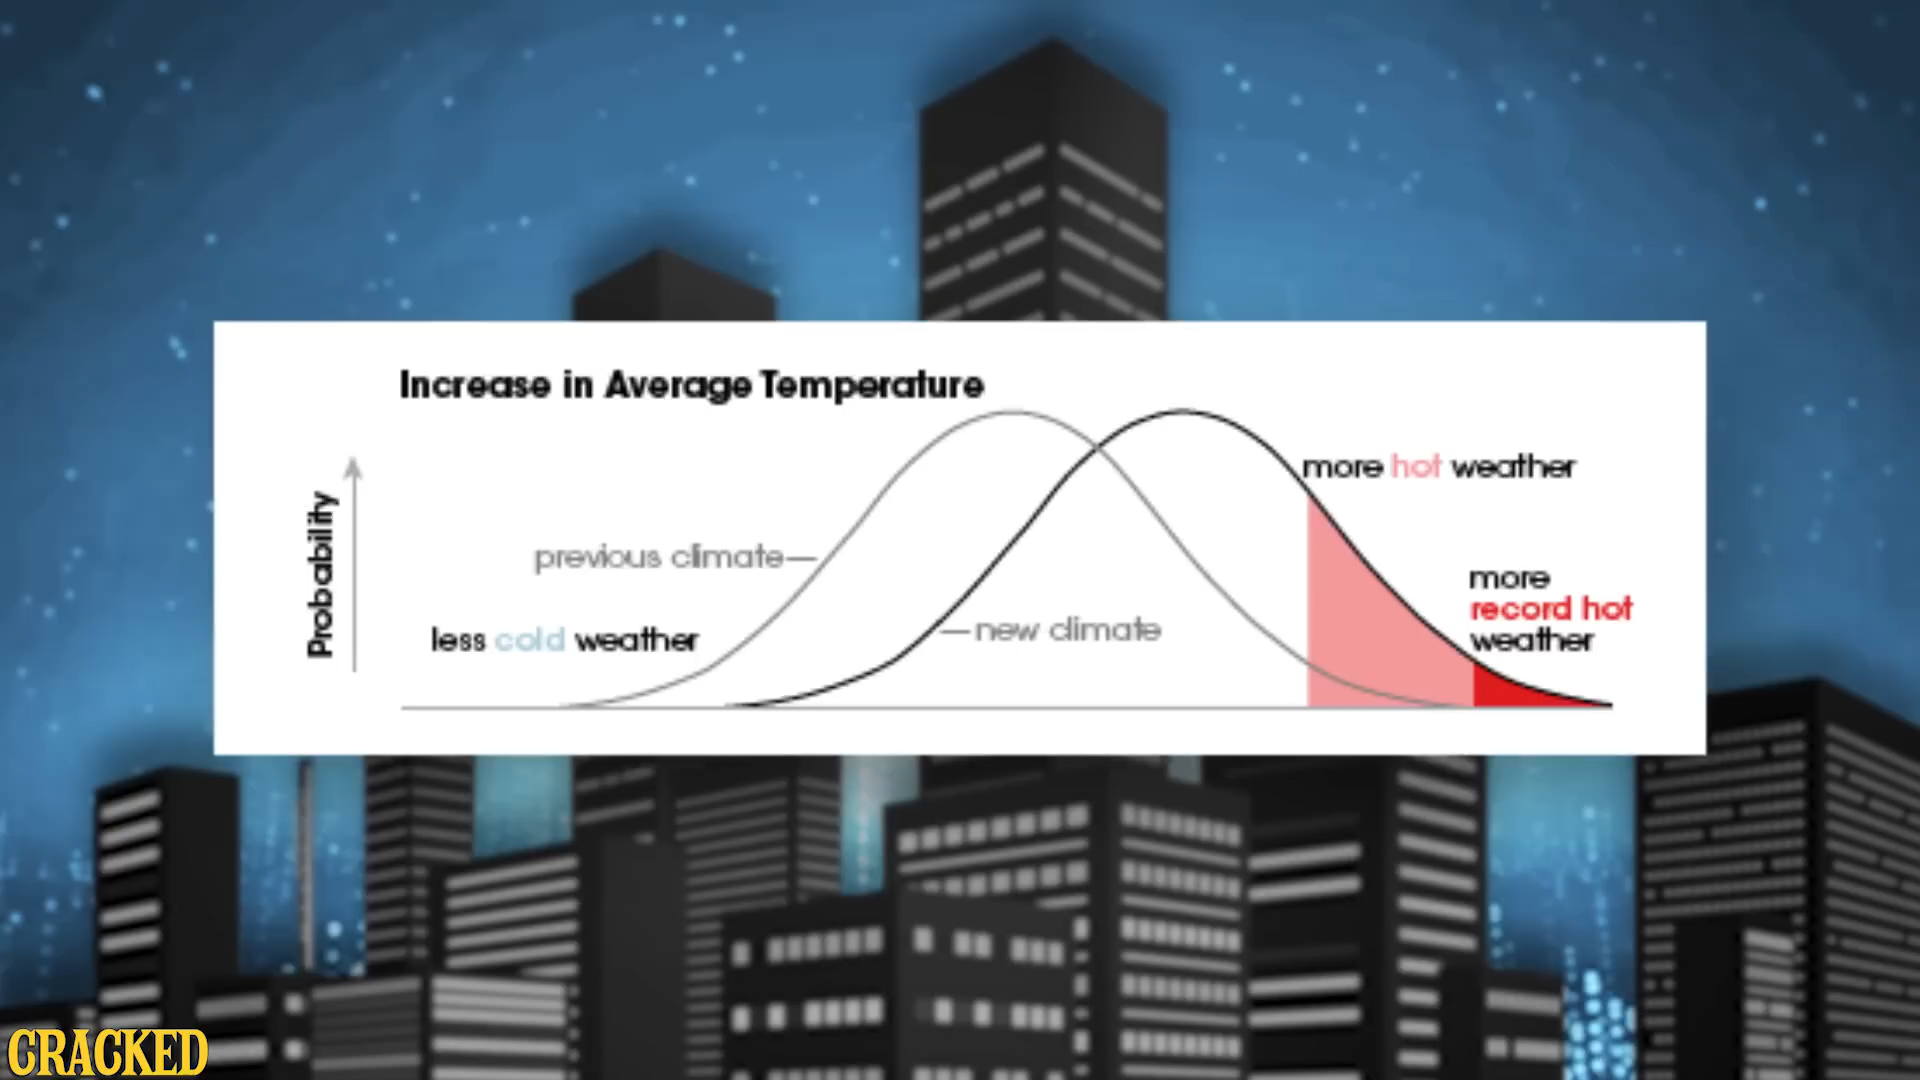 Increase in Average Temperature
Probability
more hot weather
previous climate
more
record hot
weather
new climate
less cold weather
CRACKED